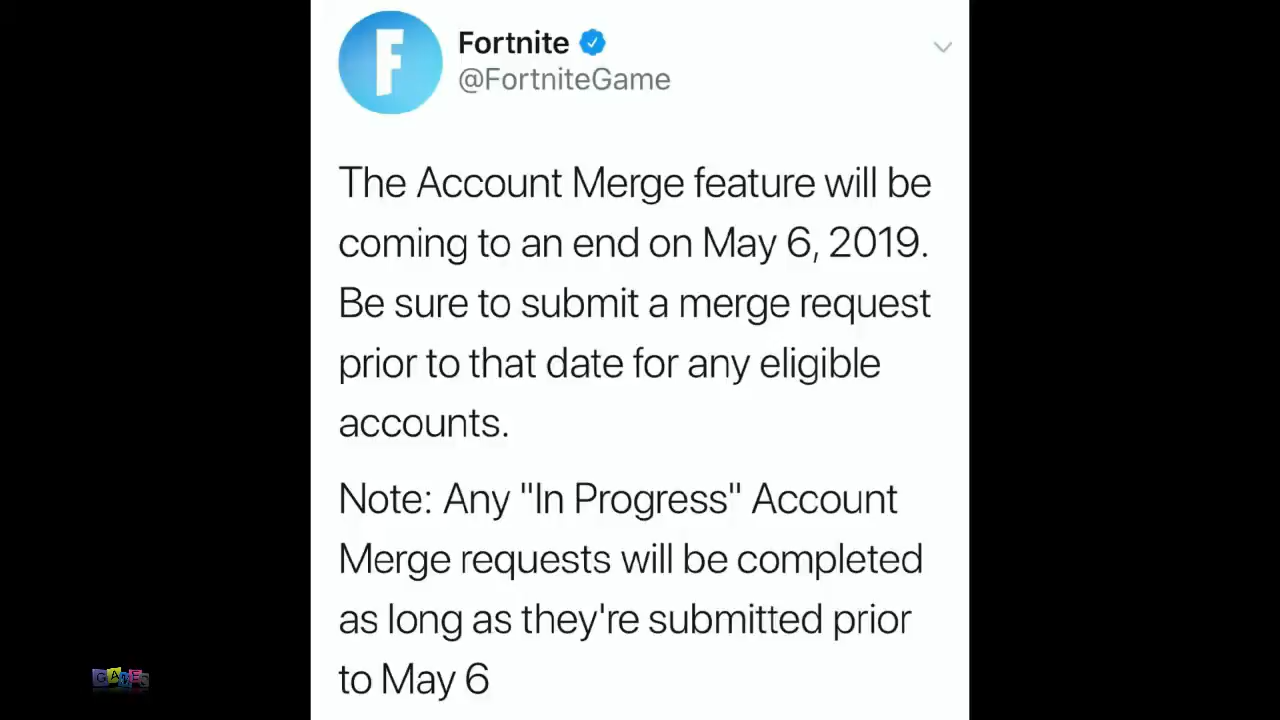 Fortnite
@FortniteGame
The Account Merge feature will be
coming to an end on May 6, 2019.
Be sure to submit a merge request
prior to that date for any eligible
accounts.
Note: Any "In Progress" Account
Merge requests will be completed
as long as they're submitted prior
to May 6
GAMES